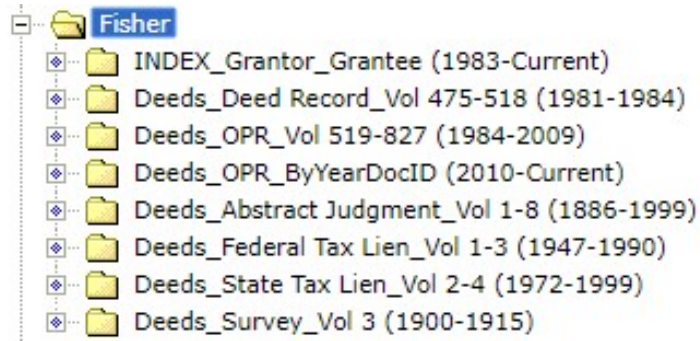 Fisher
INDEX_Grantor_Grantee (1983-Current)
Deeds_Deed Record_Vol 475-518 (1981-1984)
Deeds_OPR_Vol 519-827 (1984-2009)
Deeds_OPR_ByYearDocID (2010-Current)
Deeds_Abstract Judgment_Vol 1-8 (1886-1999)
Deeds_Federal Tax Lien_Vol 1-3 (1947-1990)
Deeds_State Tax Lien_Vol 2-4 (1972-1999)
Deeds_Survey_Vol 3 (1900-1915)